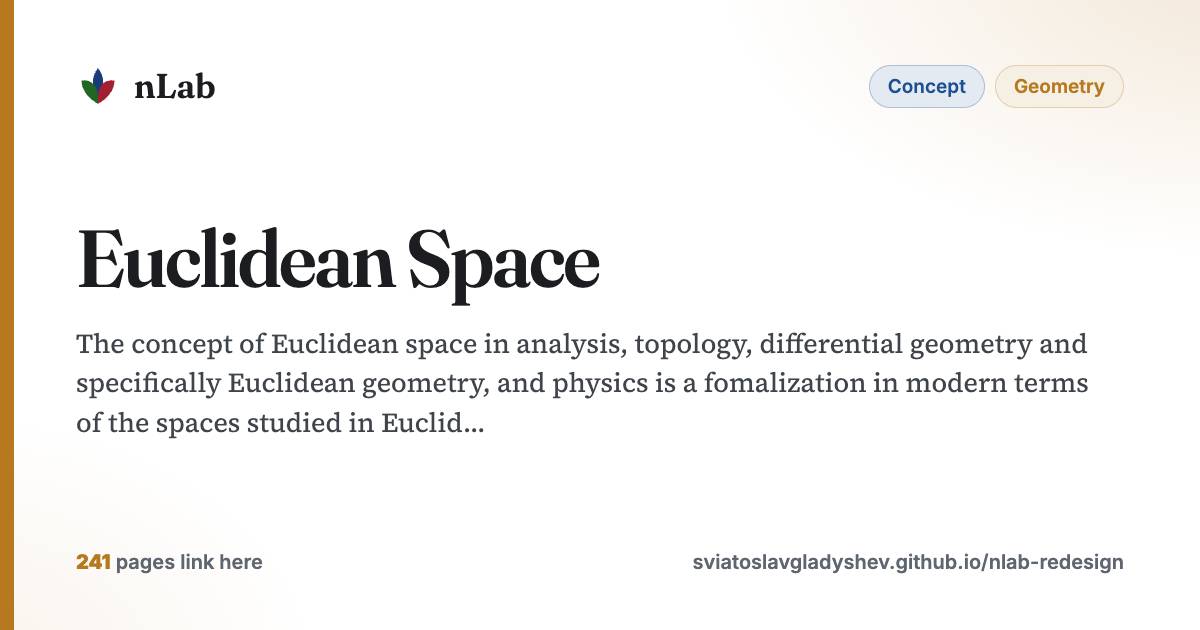 nLab
Concept
Geometry
Euclidean Space
The concept of Euclidean space in analysis, topology, differential geometry and
specifically Euclidean geometry, and physics is a fomalization in modern terms
of the spaces studied in Euclid...
241 pages link here
sviatoslavgladyshev.github.io/nlab-redesign